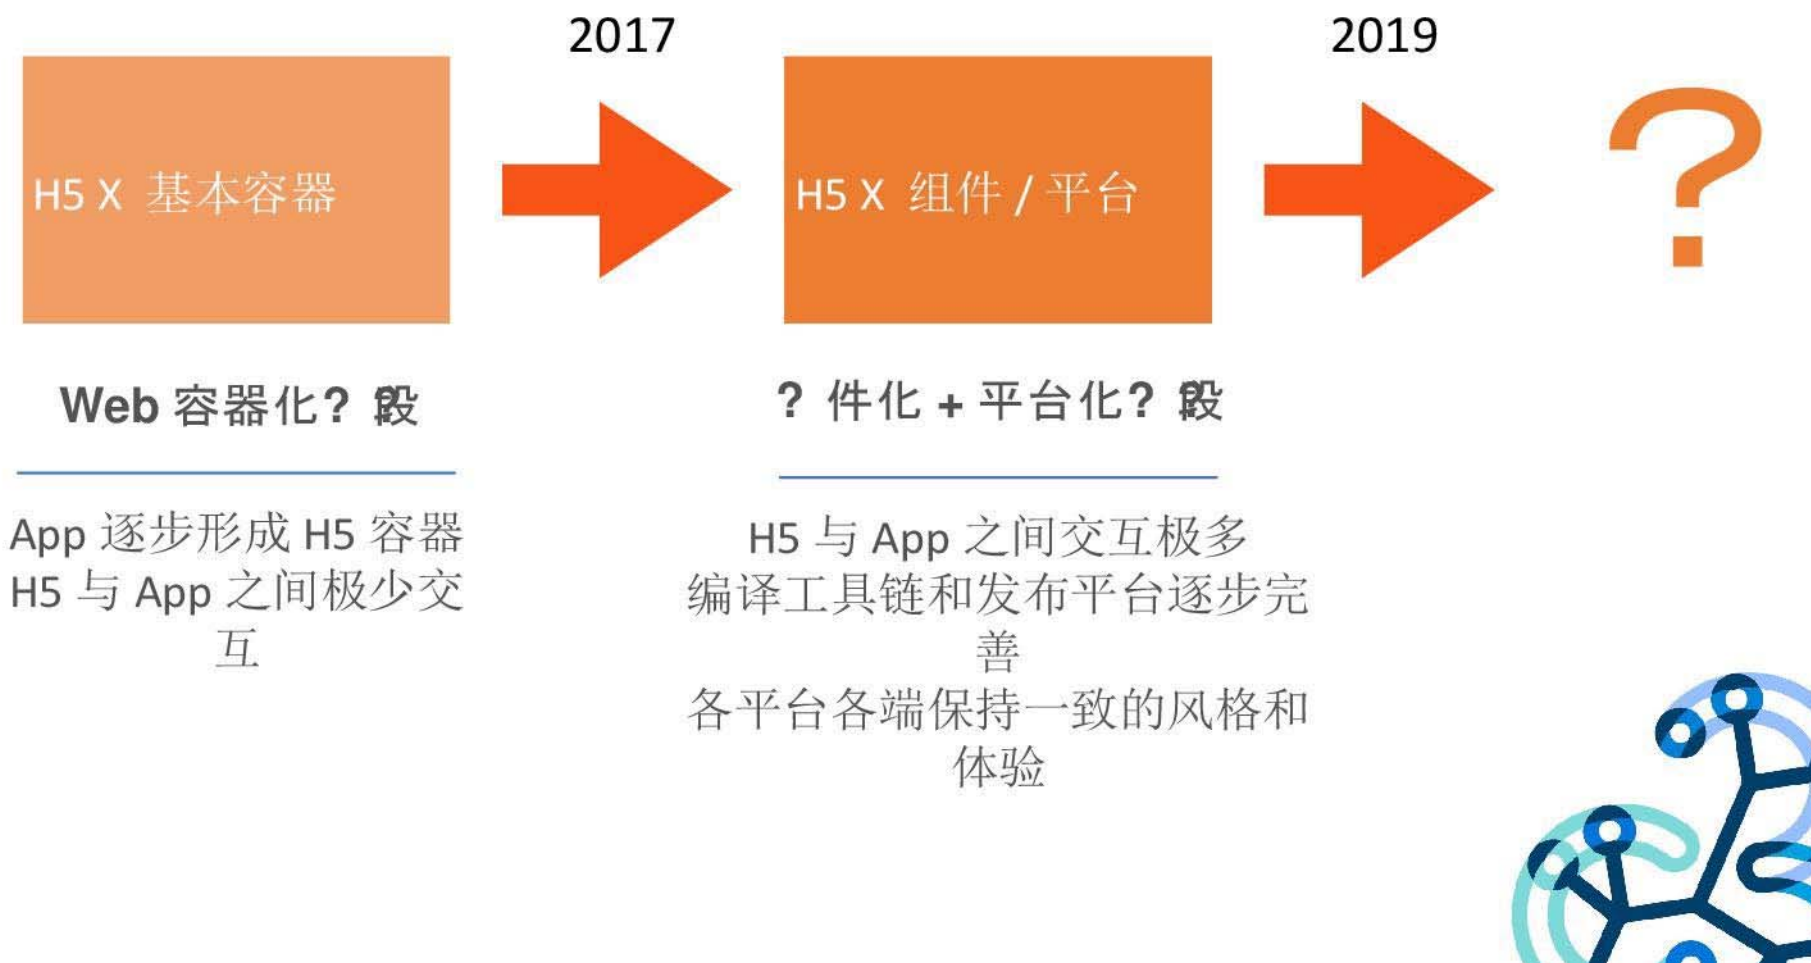 2017
2019
H5 X 基本容器
H5 X 组件 / 平台
?
Web 容器化? 段
? 件化 + 平台化? 段
App 逐步形成 H5 容器
H5 与 App 之间极少交
互
H5 与 App 之间交互极多
编译工具链和发布平台逐步完
善
各平台各端保持一致的风格和
体验